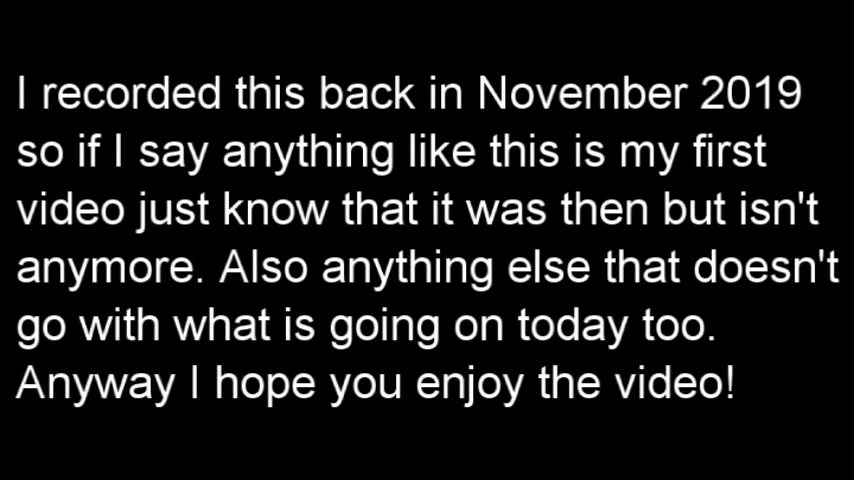 I recorded this back in November 2019
so if I say anything like this is my first
video just know that it was then but isn't
anymore. Also anything else that doesn't
go with what is going on today too.
Anyway I hope you enjoy the video!